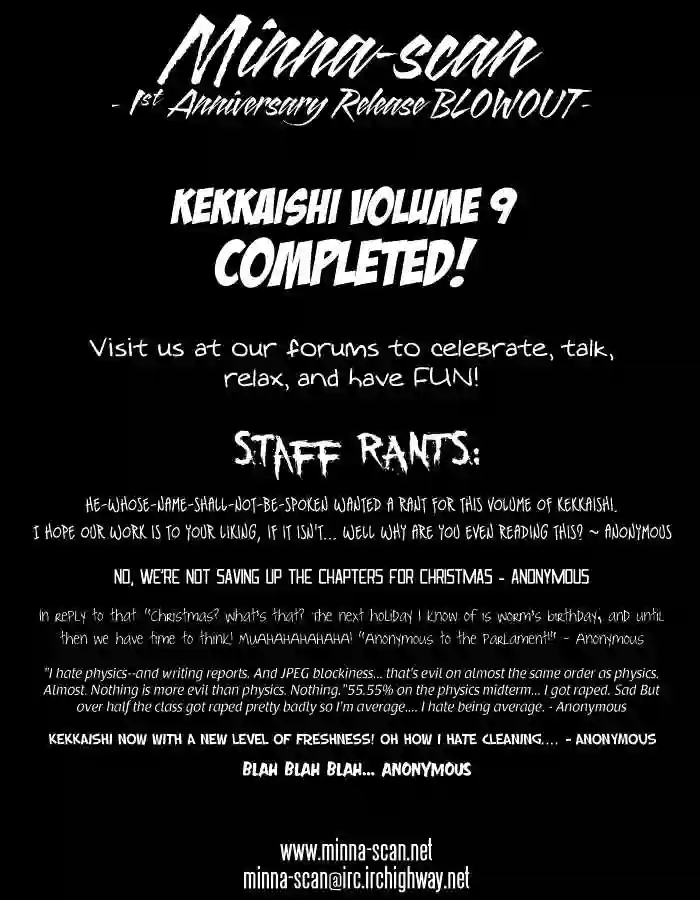 Minna-scan
- 1st Anniversary Release BLOWOUT-
KEKKAISHI VOLUME 9
COMPLETED!
Visit us at our forums to celebrate, talk,
relax, and have FUN!
STAFF RANTS:
HE-WHOSE-NAME-SHALL-NOT-BE-SPOKEN WANTED A RANT FOR THIS VOLUME OF KEKKAISHI.
I HOPE OUR WORK IS TO YOUR LIKING, IF IT ISN'T... WELL WHY ARE YOU EVEN READING THIS? ~ ANONYMOUS
NO, WE'RE NOT SAVING UP THE CHAPTERS FOR CHRISTMAS - ANONYMOUS
In reply to that "Christmas? What's that? The next holiday I know of is worm's birthday, and until
then we have time to think! MUAHAHAHAHAHA! "Anonymous to the Parlament!" - Anonymous
"I hate physics--and writing reports. And JPEG blockiness... that's evil on almost the same order as physics.
Almost. Nothing is more evil than physics. Nothing."55.55% on the physics midterm... I got raped. Sad But
over half the class got raped pretty badly so I'm average.... I hate being average. - Anonymous
KEKKAISHI NOW WITH A NEW LEVEL OF FRESHNESS! OH HOW I HATE CLEANING.... - ANONYMOUS
BLAH BLAH BLAH... ANONYMOUS
www.minna-scan.net
minna-scan@irc.irchighway.net